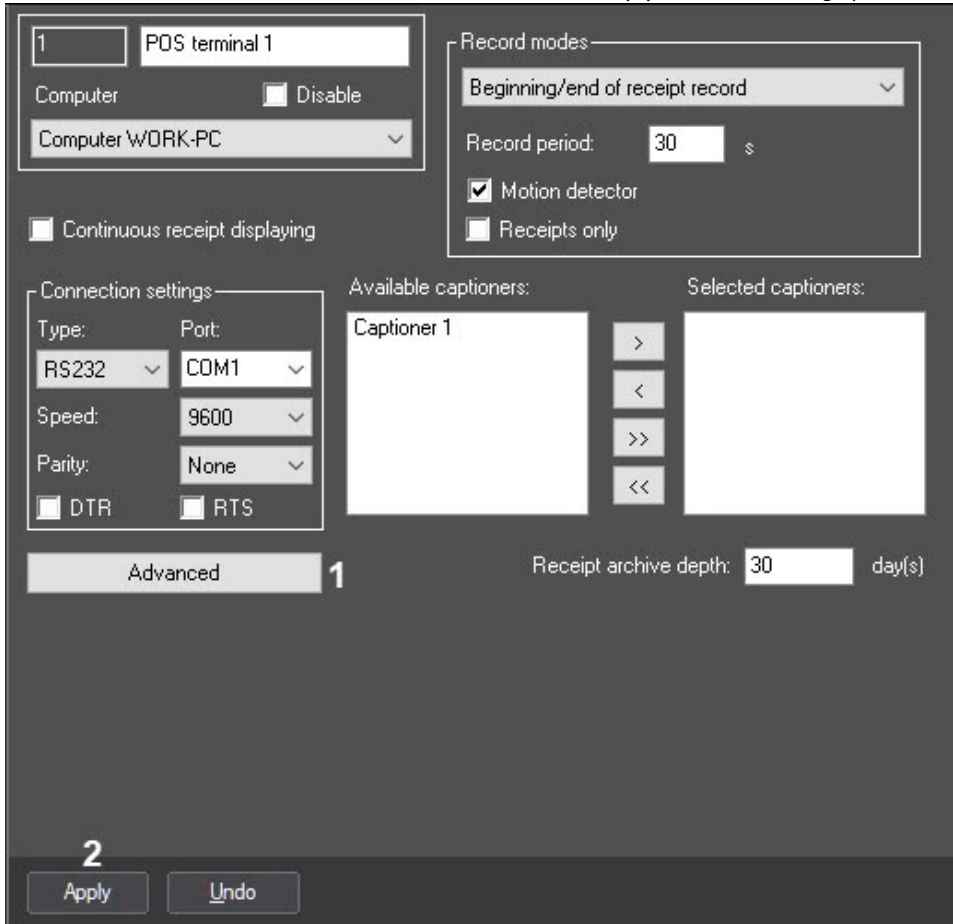 1
POS terminal 1
Computer
Disable
Computer WORK-PC
Continuous receipt displaying
Record modes
Beginning/end of receipt record
Record period: 30 s
Motion detector
Receipts only
Connection settings
Type: Port:
RS232 COM1
Speed: 9600
Parity: None
DTR RTS
Available captioners:
Captioner 1
>
<
>>
<<
Selected captioners:
Advanced 1
Receipt archive depth: 30 day(s)
2
Apply Undo